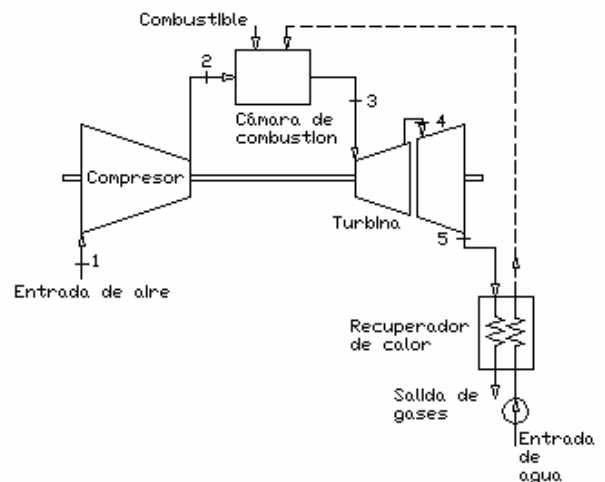 Combustible
2
3
Cámara de
combustion
4
Compresor
Turbina
5
1
Entrada de aire
Recuperador
de calor
Salida de
gases
Entrada
de
agua